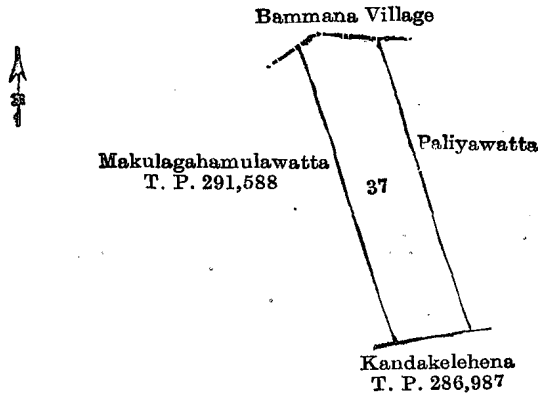 Bammana Village
Paliyawatta
Makulagahamulawatta
T. P. 291,588
37
Kandakelehena
T. P. 286,987